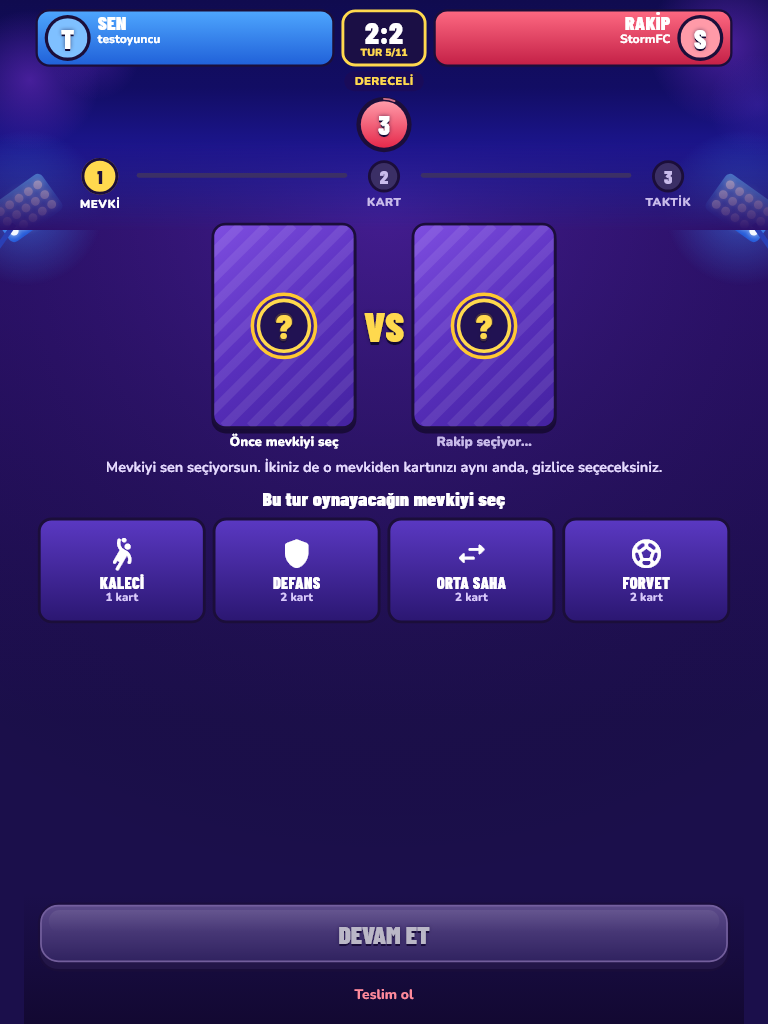 T
SEN
testoyuncu
2:2
TUR 5/11
RAKİP
StormFC
S
DERECELİ
3
1
MEVKİ
2
KART
3
TAKTİK
?
VS
?
Önce mevkiyi seç
Rakip seçiyor...
Mevkiyi sen seçiyorsun. İkiniz de o mevkiden kartınızı aynı anda, gizlice seçeceksiniz.
Bu tur oynayacağın mevkiyi seç
KALECİ
1 kart
DEFANS
2 kart
ORTA SAHA
2 kart
FORVET
2 kart
DEVAM ET
Teslim ol